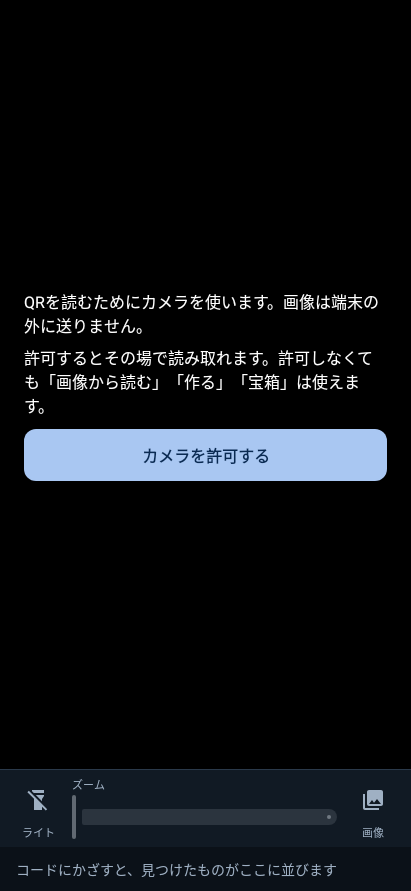 QRを読むためにカメラを使います。画像は端末の
外に送りません。
許可するとその場で読み取れます。許可しなくて
も「画像から読む」「作る」「宝箱」は使えま
す。
カメラを許可する
ズーム
ライト
画像
コードにかざすと、見つけたものがここに並びます